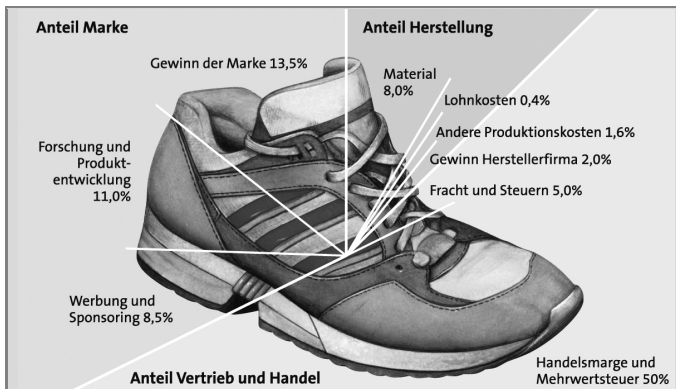 Anteil Marke
Anteil Herstellung
Gewinn der Marke 13,5%
Material
8,0%
Lohnkosten 0,4%
Andere Produktionskosten 1,6%
Gewinn Herstellerfirma 2,0%
Fracht und Steuern 5,0%
Forschung und
Produkt-
entwicklung
11,0%
Werbung und
Sponsoring 8,5%
Anteil Vertrieb und Handel
Handelsmarge und
Mehrwertsteuer 50%